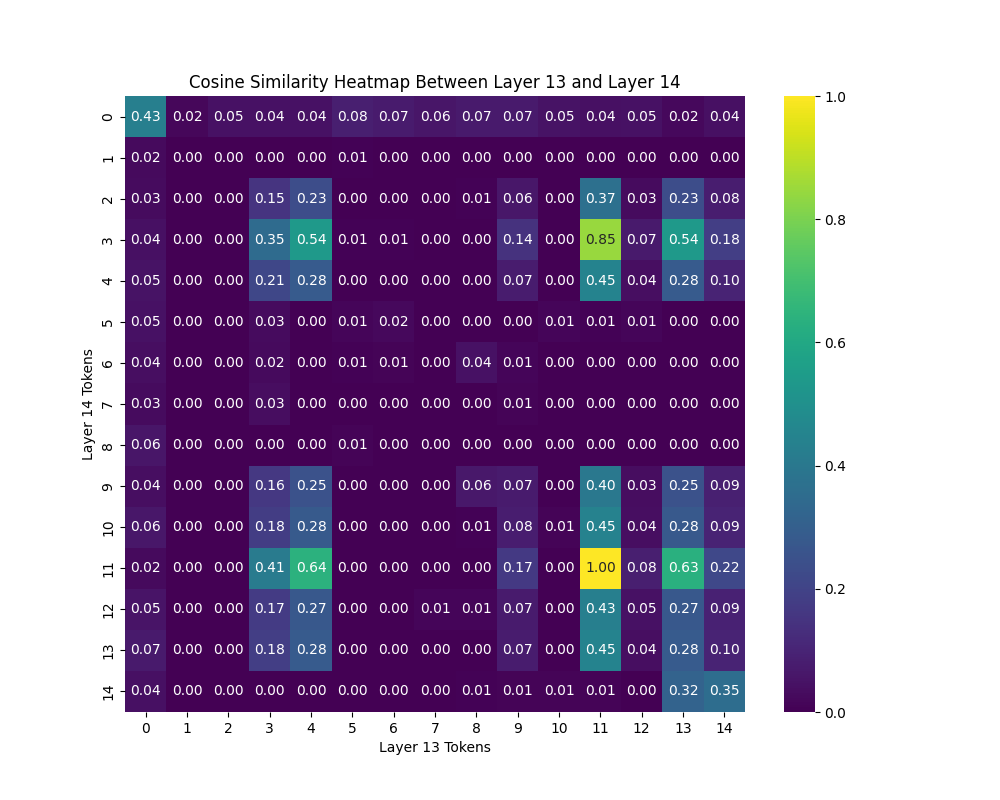 Cosine Similarity Heatmap Between Layer 13 and Layer 14
0 0.43 0.02 0.05 0.04 0.04 0.08 0.07 0.06 0.07 0.07 0.05 0.04 0.05 0.02 0.04
1 0.02 0.00 0.00 0.00 0.00 0.01 0.00 0.00 0.00 0.00 0.00 0.00 0.00 0.00 0.00
2 0.03 0.00 0.00 0.15 0.23 0.00 0.00 0.00 0.01 0.06 0.00 0.37 0.03 0.23 0.08
3 0.04 0.00 0.00 0.35 0.54 0.01 0.01 0.00 0.00 0.14 0.00 0.85 0.07 0.54 0.18
4 0.05 0.00 0.00 0.21 0.28 0.00 0.00 0.00 0.00 0.07 0.00 0.45 0.04 0.28 0.10
5 0.05 0.00 0.00 0.03 0.00 0.01 0.02 0.00 0.00 0.00 0.01 0.01 0.01 0.00 0.00
6 0.04 0.00 0.00 0.02 0.00 0.01 0.01 0.00 0.04 0.01 0.00 0.00 0.00 0.00 0.00
7 0.03 0.00 0.00 0.03 0.00 0.00 0.00 0.00 0.00 0.01 0.00 0.00 0.00 0.00 0.00
8 0.06 0.00 0.00 0.00 0.00 0.01 0.00 0.00 0.00 0.00 0.00 0.00 0.00 0.00 0.00
9 0.04 0.00 0.00 0.16 0.25 0.00 0.00 0.00 0.06 0.07 0.00 0.40 0.03 0.25 0.09
10 0.06 0.00 0.00 0.18 0.28 0.00 0.00 0.00 0.01 0.08 0.01 0.45 0.04 0.28 0.09
11 0.02 0.00 0.00 0.41 0.64 0.00 0.00 0.00 0.00 0.17 0.00 1.00 0.08 0.63 0.22
12 0.05 0.00 0.00 0.17 0.27 0.00 0.00 0.01 0.01 0.07 0.00 0.43 0.05 0.27 0.09
13 0.07 0.00 0.00 0.18 0.28 0.00 0.00 0.00 0.00 0.07 0.00 0.45 0.04 0.28 0.10
14 0.04 0.00 0.00 0.00 0.00 0.00 0.00 0.00 0.01 0.01 0.01 0.01 0.00 0.32 0.35
0 1 2 3 4 5 6 7 8 9 10 11 12 13 14
Layer 13 Tokens
Layer 14 Tokens
1.0
0.8
0.6
0.4
0.2
0.0